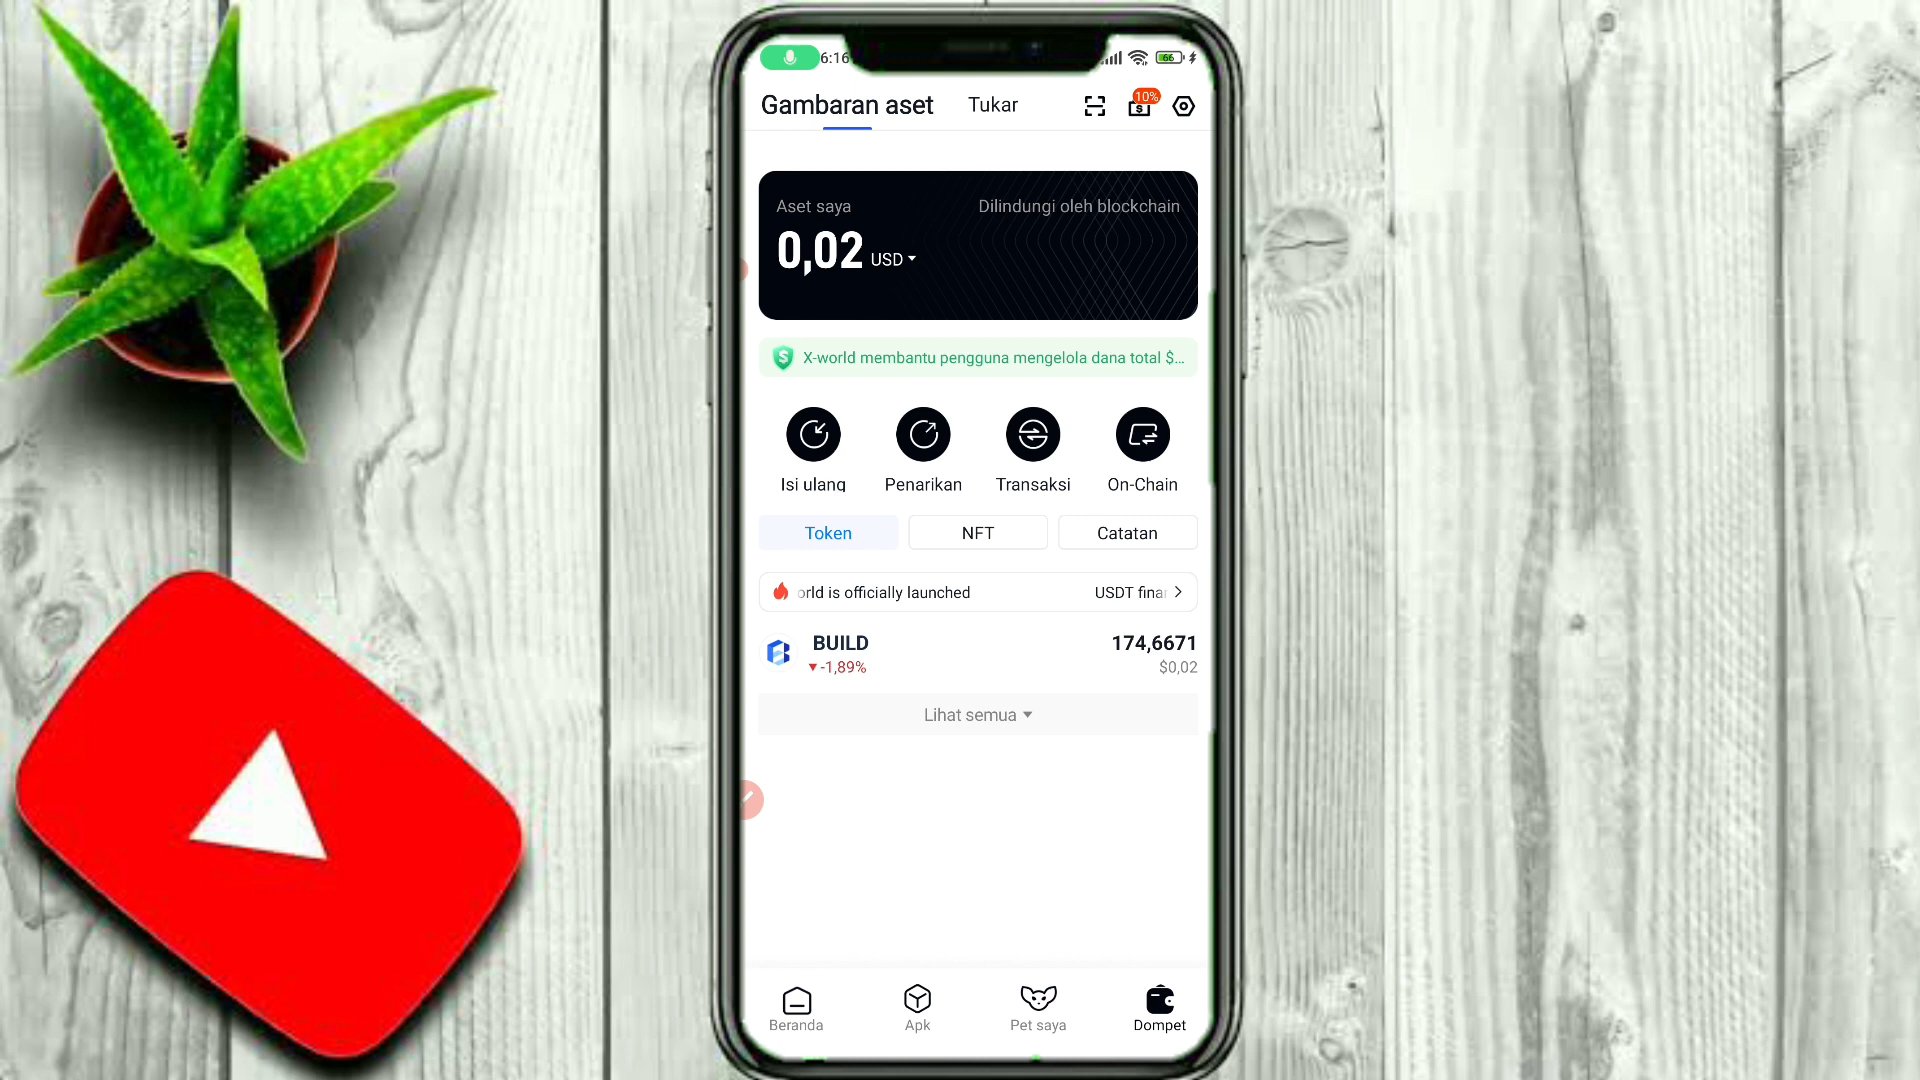 6:16
66
Gambaran aset
Tukar
10%
Aset saya
Dilindungi oleh blockchain
0,02 USD
X-world membantu pengguna mengelola dana total $...
Isi ulang
Penarikan
Transaksi
On-Chain
Token
NFT
Catatan
orld is officially launched
USDT fina
BUILD
174,6671
-1,89%
$0,02
Lihat semua
Beranda
Apk
Pet saya
Dompet